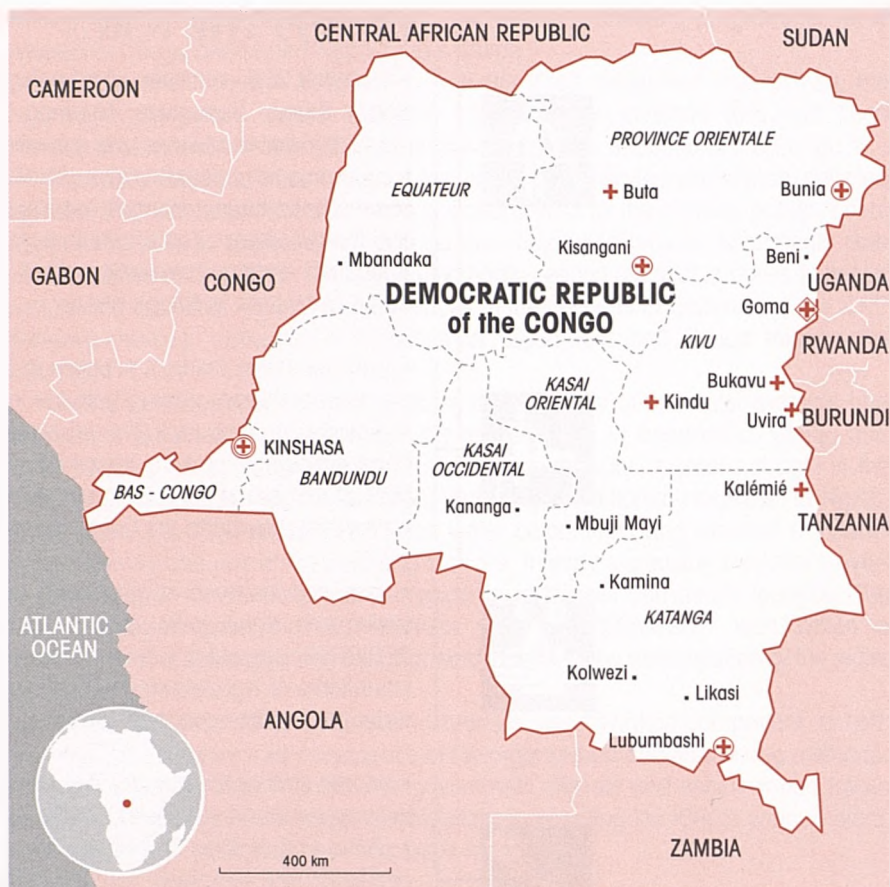 CENTRAL AFRICAN REPUBLIC
SUDAN
CAMEROON
PROVINCE ORIENTALE
EQUATEUR
Buta
Bunia
Kisangani
Mbandaka
Beni
GABON
CONGO
UGANDA
DEMOCRATIC REPUBLIC
of the CONGO
Goma
KIVU
RWANDA
KASAI
ORIENTAL
Bukavu
Kindu
Uvira
BURUNDI
KINSHASA
KASAI
OCCIDENTAL
BANDUNDU
BAS - CONGO
Kalémié
Kananga
Mbuji Mayi
TANZANIA
Kamina
KATANGA
ATLANTIC
OCEAN
Kolwezi
Likasi
ANGOLA
Lubumbashi
ZAMBIA
400 km